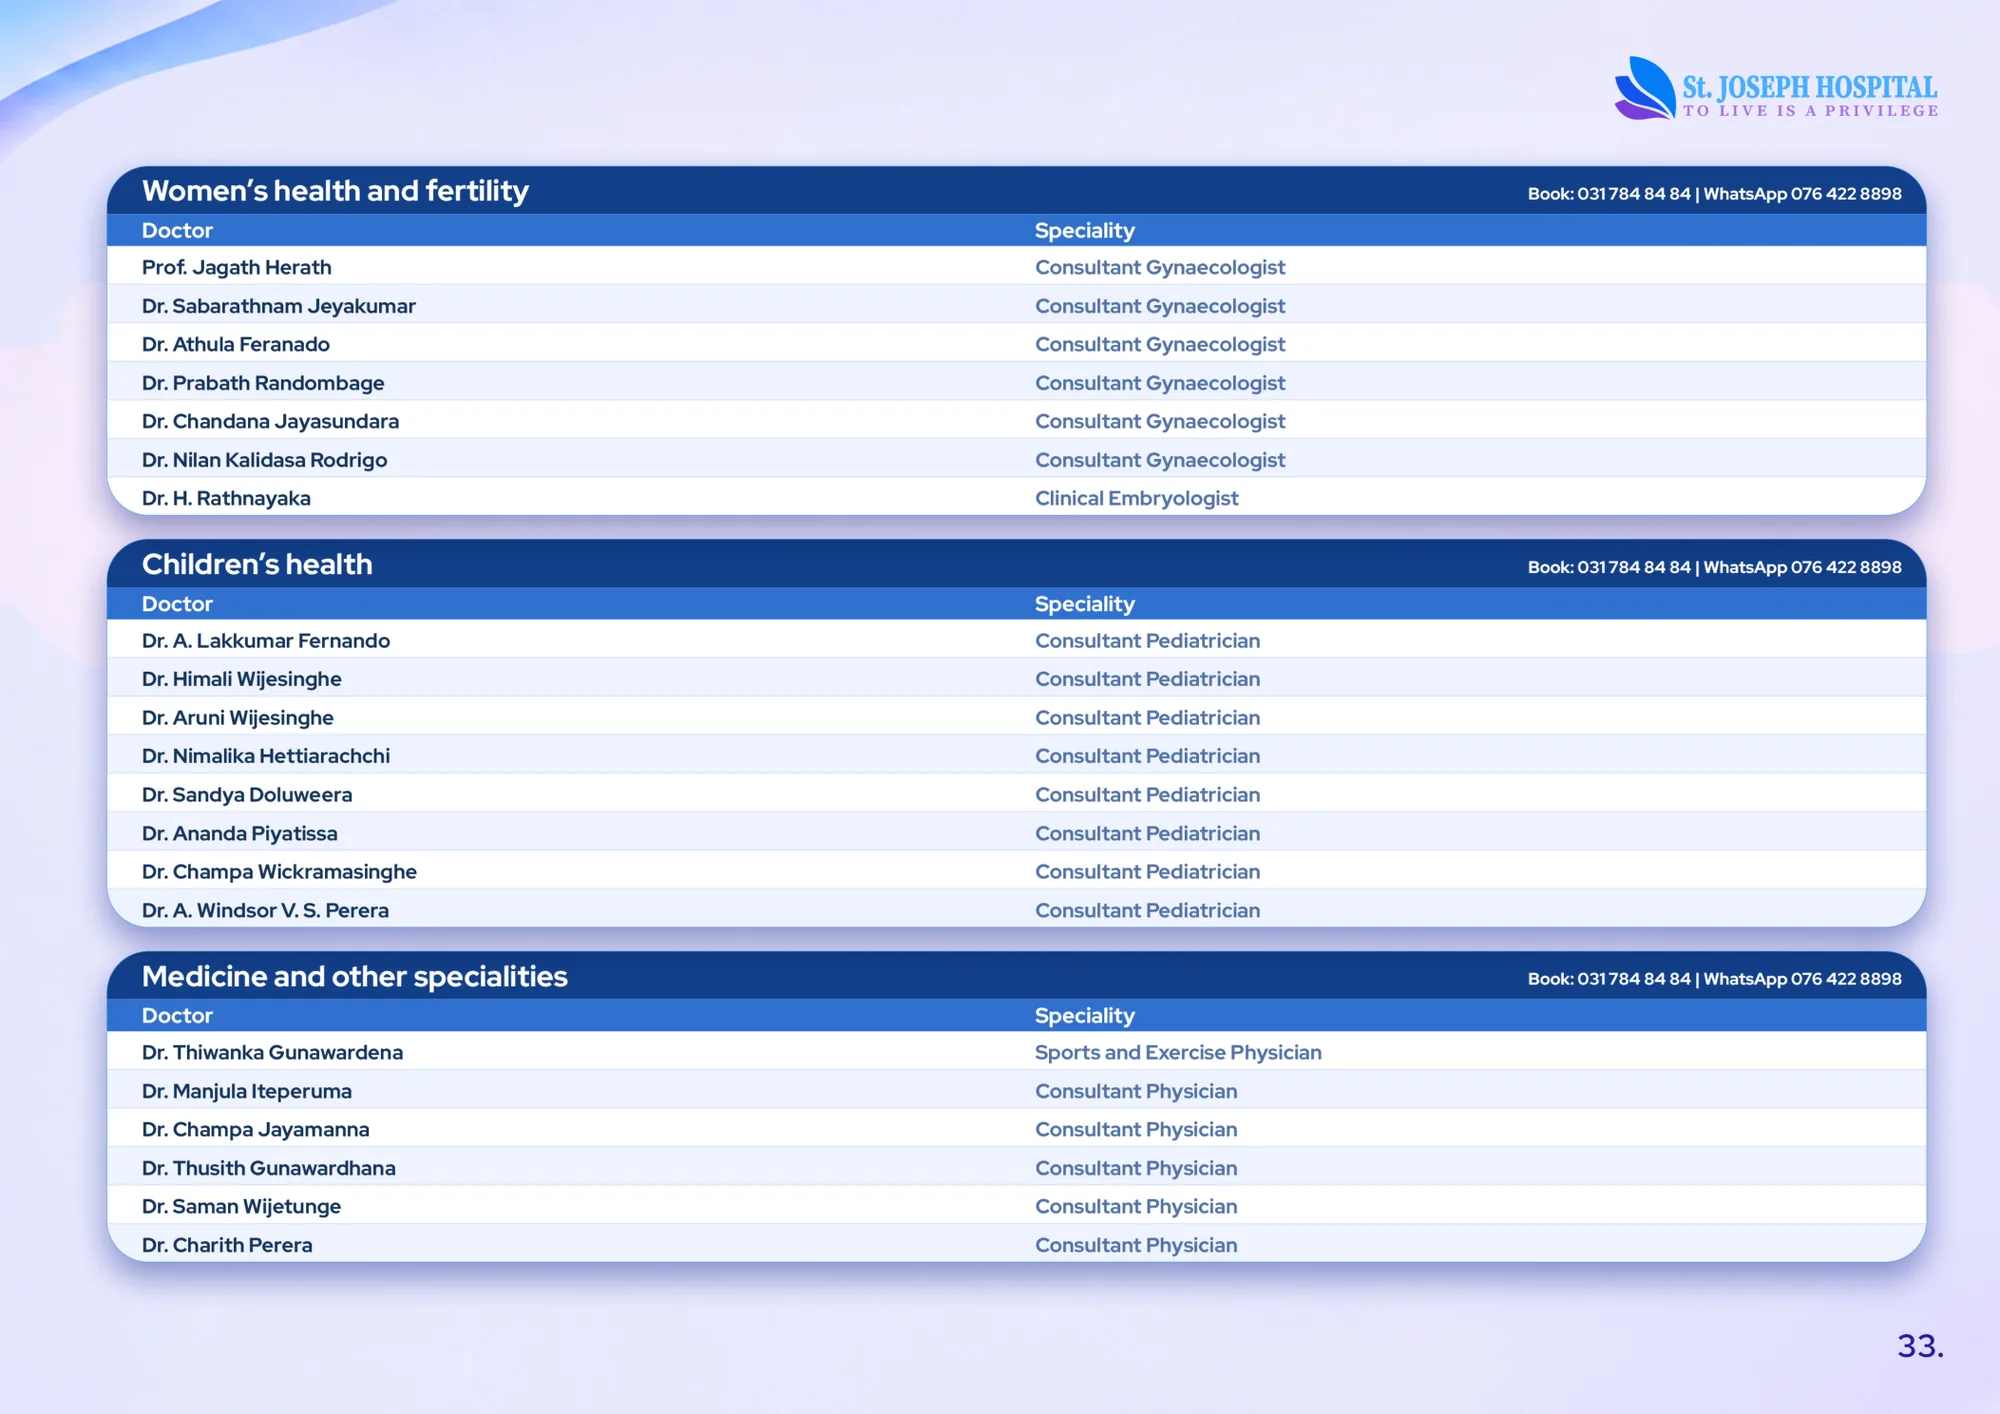 St. JOSEPH HOSPITAL
TO LIVE IS A PRIVILEGE
Women's health and fertility Book: 031 784 84 84 | WhatsApp 076 422 8898
Doctor Speciality
Prof. Jagath Herath Consultant Gynaecologist
Dr. Sabarathnam Jeyakumar Consultant Gynaecologist
Dr. Athula Feranado Consultant Gynaecologist
Dr. Prabath Randombage Consultant Gynaecologist
Dr. Chandana Jayasundara Consultant Gynaecologist
Dr. Nilan Kalidasa Rodrigo Consultant Gynaecologist
Dr. H. Rathnayaka Clinical Embryologist
Children's health Book: 031 784 84 84 | WhatsApp 076 422 8898
Doctor Speciality
Dr. A. Lakkumar Fernando Consultant Pediatrician
Dr. Himali Wijesinghe Consultant Pediatrician
Dr. Aruni Wijesinghe Consultant Pediatrician
Dr. Nimalika Hettiarachchi Consultant Pediatrician
Dr. Sandya Doluweera Consultant Pediatrician
Dr. Ananda Piyatissa Consultant Pediatrician
Dr. Champa Wickramasinghe Consultant Pediatrician
Dr. A. Windsor V. S. Perera Consultant Pediatrician
Medicine and other specialities Book: 031 784 84 84 | WhatsApp 076 422 8898
Doctor Speciality
Dr. Thiwanka Gunawardena Sports and Exercise Physician
Dr. Manjula Iteperuma Consultant Physician
Dr. Champa Jayamanna Consultant Physician
Dr. Thusith Gunawardhana Consultant Physician
Dr. Saman Wijetunge Consultant Physician
Dr. Charith Perera Consultant Physician
33.